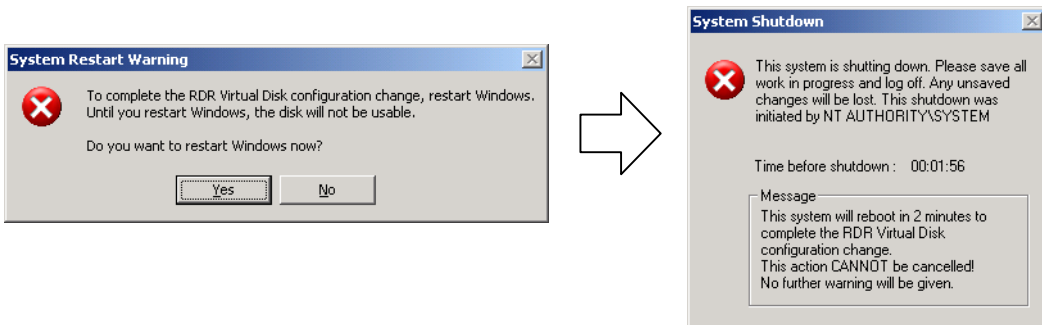 System Restart Warning
To complete the RDR Virtual Disk configuration change, restart Windows.
Until you restart Windows, the disk will not be usable.
Do you want to restart Windows now?
Yes
No
System Shutdown
This system is shutting down. Please save all
work in progress and log off. Any unsaved
changes will be lost. This shutdown was
initiated by NT AUTHORITY\SYSTEM
Time before shutdown : 00:01:56
Message
This system will reboot in 2 minutes to
complete the RDR Virtual Disk
configuration change.
This action CANNOT be cancelled!
No further warning will be given.